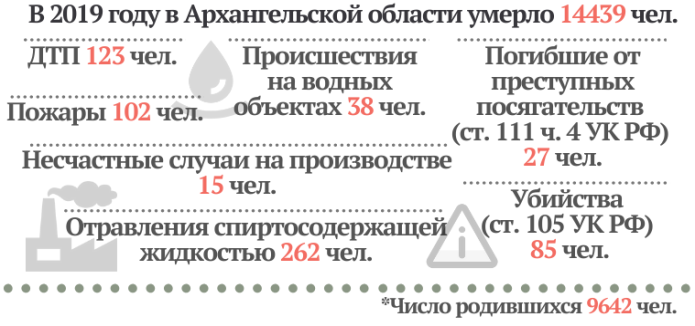 В 2019 году в Архангельской области умерло 14439 чел.
ДТП 123 чел.
Пожары 102 чел.
Происшествия
на водных
объектах 38 чел.
Погибшие от
преступных
посягательств
(ст. 111 ч. 4 УК РФ)
27 чел.
Несчастные случаи на производстве
15 чел.
Отравления спиртосодержащей
жидкостью 262 чел.
Убийства
(ст. 105 УК РФ)
85 чел.
*Число родившихся 9642 чел.